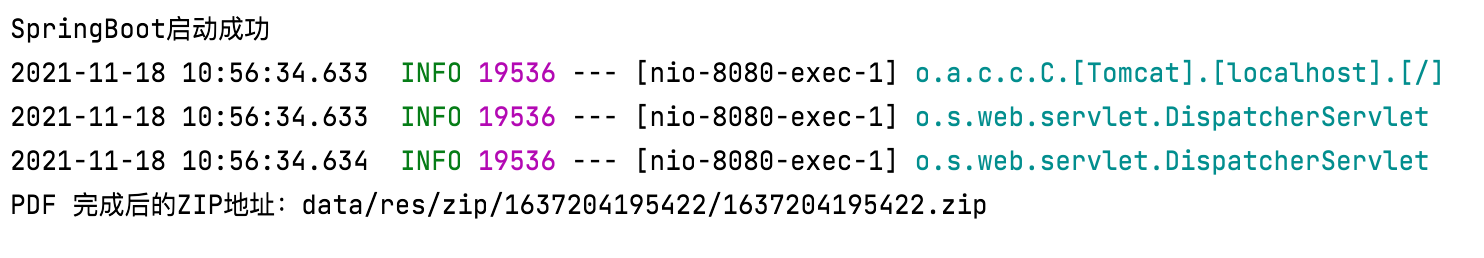 SpringBoot启动成功
2021-11-18 10:56:34.633  INFO 19536 --- [nio-8080-exec-1] o.a.c.c.C.[Tomcat].[localhost].[/]
2021-11-18 10:56:34.633  INFO 19536 --- [nio-8080-exec-1] o.s.web.servlet.DispatcherServlet
2021-11-18 10:56:34.634  INFO 19536 --- [nio-8080-exec-1] o.s.web.servlet.DispatcherServlet
PDF 完成后的ZIP地址：data/res/zip/1637204195422/1637204195422.zip